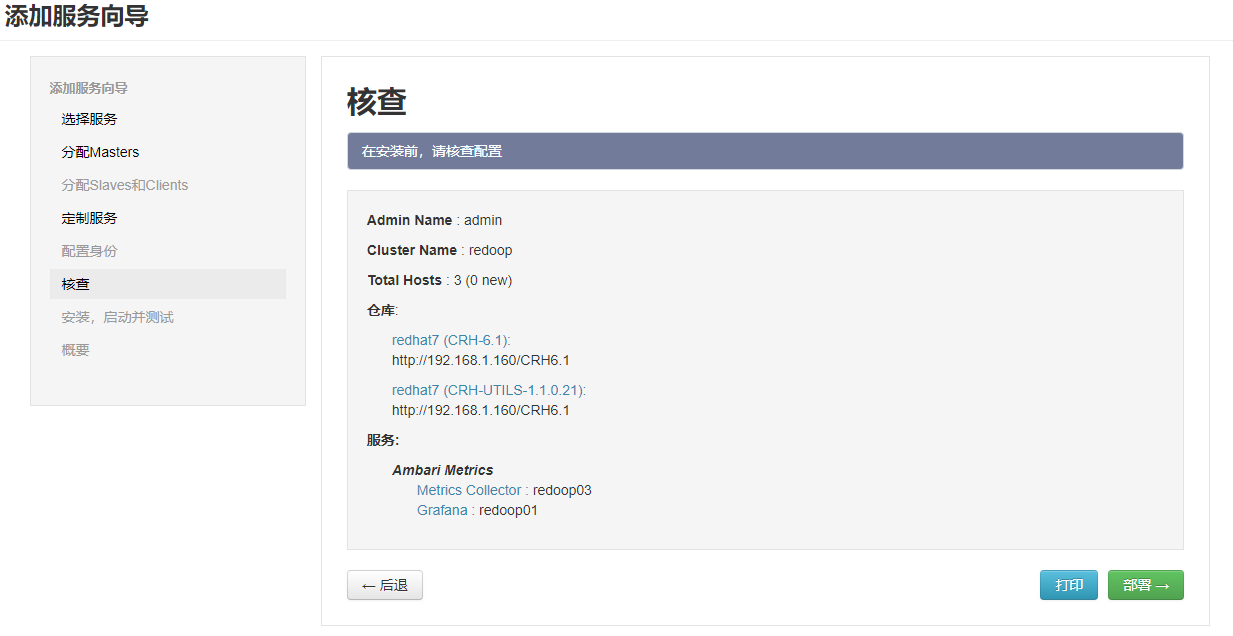 添加服务向导
添加服务向导
选择服务
分配Masters
分配Slaves和Clients
定制服务
配置身份
核查
安装，启动并测试
概要
核查
在安装前，请核查配置
Admin Name : admin
Cluster Name : redoop
Total Hosts : 3 (0 new)
仓库:
redhat7 (CRH-6.1):
http://192.168.1.160/CRH6.1
redhat7 (CRH-UTILS-1.1.0.21):
http://192.168.1.160/CRH6.1
服务:
Ambari Metrics
Metrics Collector : redoop03
Grafana : redoop01
← 后退
打印
部署 →